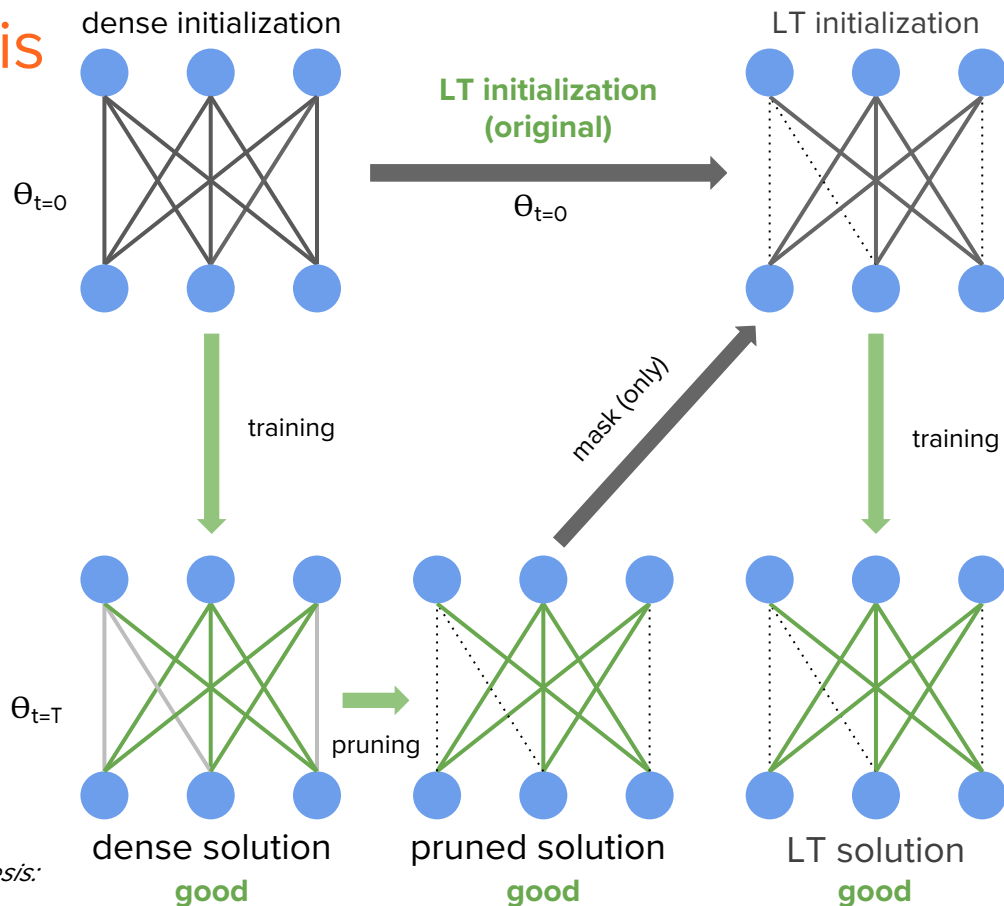 is
dense initialization
LT initialization
LT initialization
(original)
θt=0
θt=0
mask (only)
training
training
θt=T
pruning
dense solution
pruned solution
LT solution
esis:
good
good
good